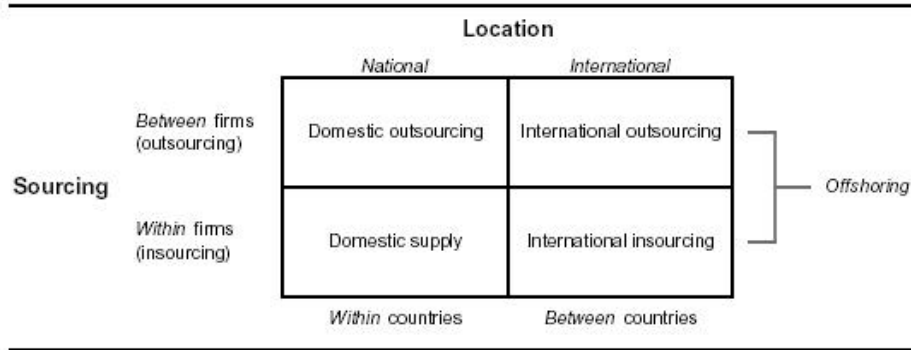 Location
National International
Between firms
(outsourcing)
Domestic outsourcing International outsourcing
Sourcing
Offshoring
Within firms
(insourcing)
Domestic supply International insourcing
Within countries Between countries